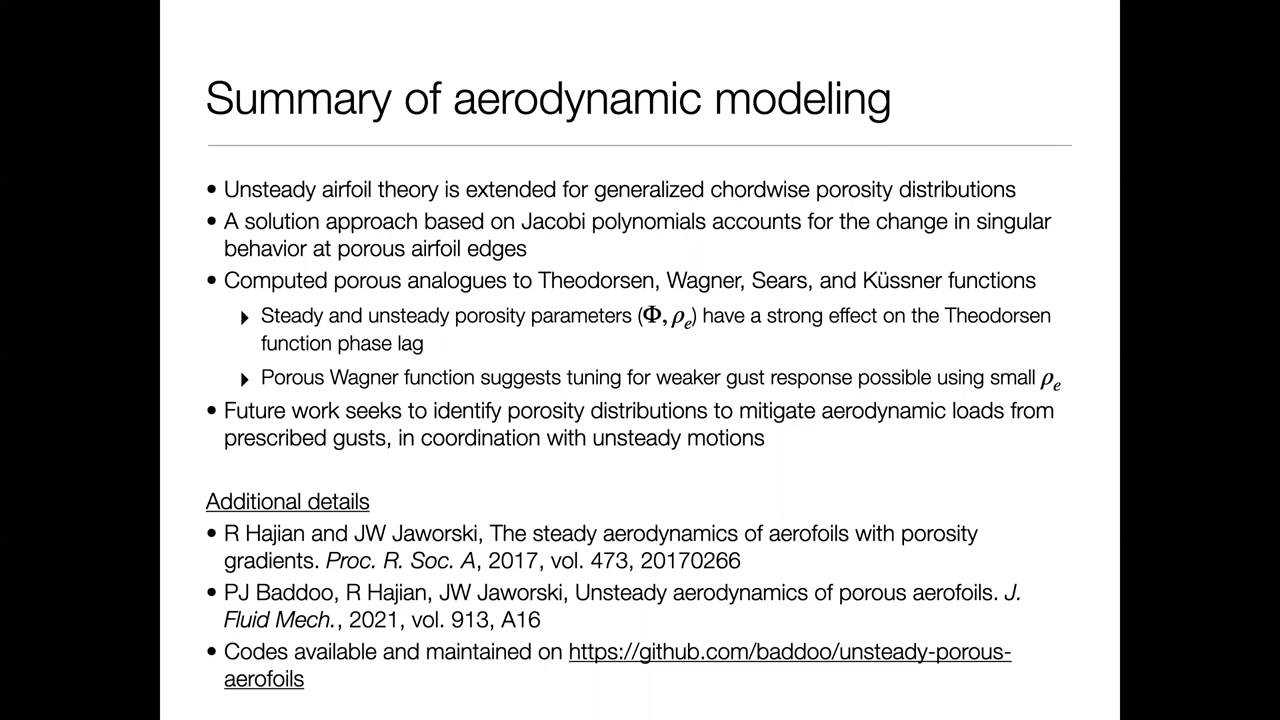 Summary of aerodynamic modeling
• Unsteady airfoil theory is extended for generalized chordwise porosity distributions
• A solution approach based on Jacobi polynomials accounts for the change in singular
behavior at porous airfoil edges
• Computed porous analogues to Theodorsen, Wagner, Sears, and Küssner functions
▸ Steady and unsteady porosity parameters (Φ, ρₑ) have a strong effect on the Theodorsen
function phase lag
▸ Porous Wagner function suggests tuning for weaker gust response possible using small ρₑ
• Future work seeks to identify porosity distributions to mitigate aerodynamic loads from
prescribed gusts, in coordination with unsteady motions
Additional details
• R Hajian and JW Jaworski, The steady aerodynamics of aerofoils with porosity
gradients. Proc. R. Soc. A, 2017, vol. 473, 20170266
• PJ Baddoo, R Hajian, JW Jaworski, Unsteady aerodynamics of porous aerofoils. J.
Fluid Mech., 2021, vol. 913, A16
• Codes available and maintained on https://github.com/baddoo/unsteady-porous-
aerofoils